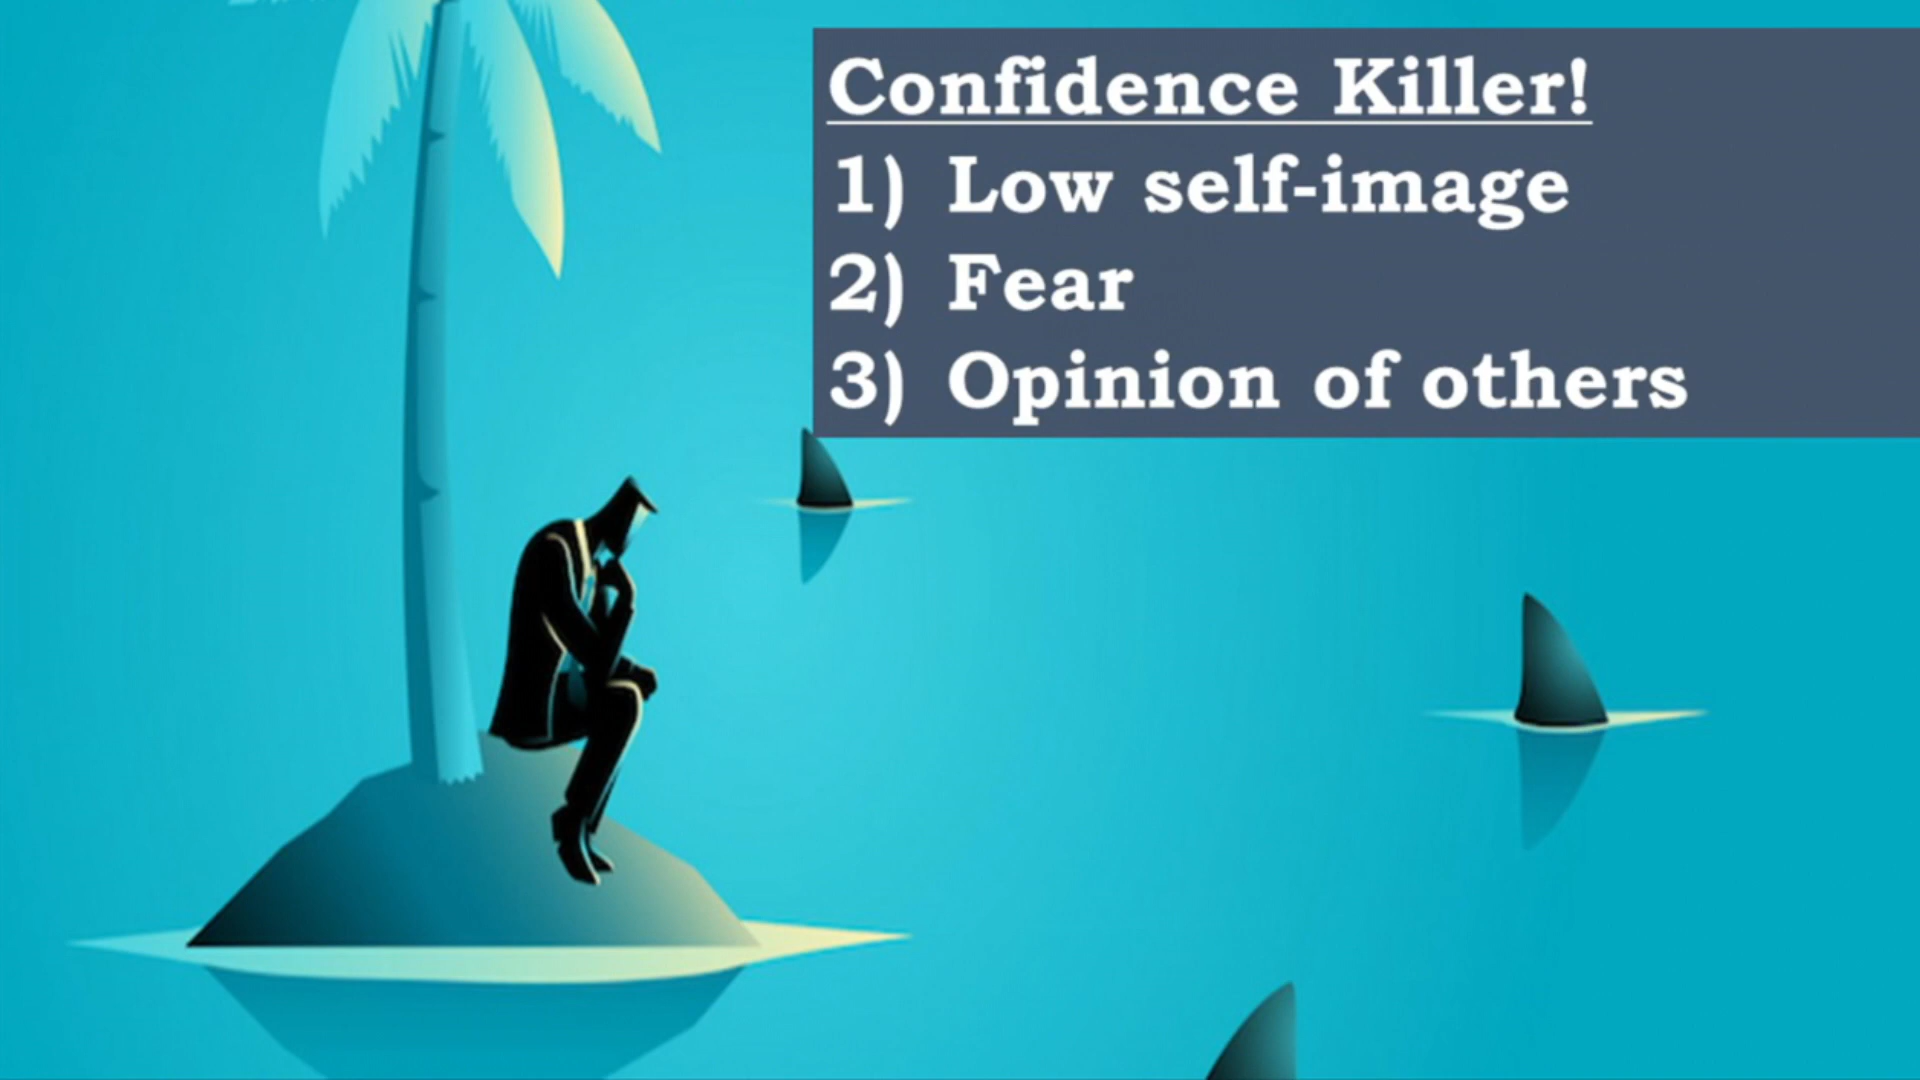 Confidence Killer!
1) Low self-image
2) Fear
3) Opinion of others